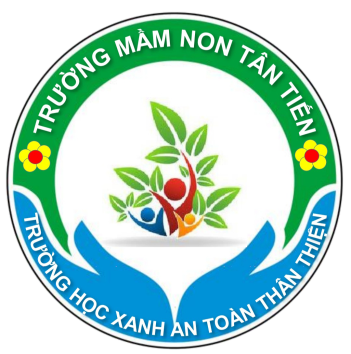 TRƯỜNG MẦM NON TÂN TIẾN
TRƯỜNG HỌC XANH AN TOÀN THÂN THIỆN